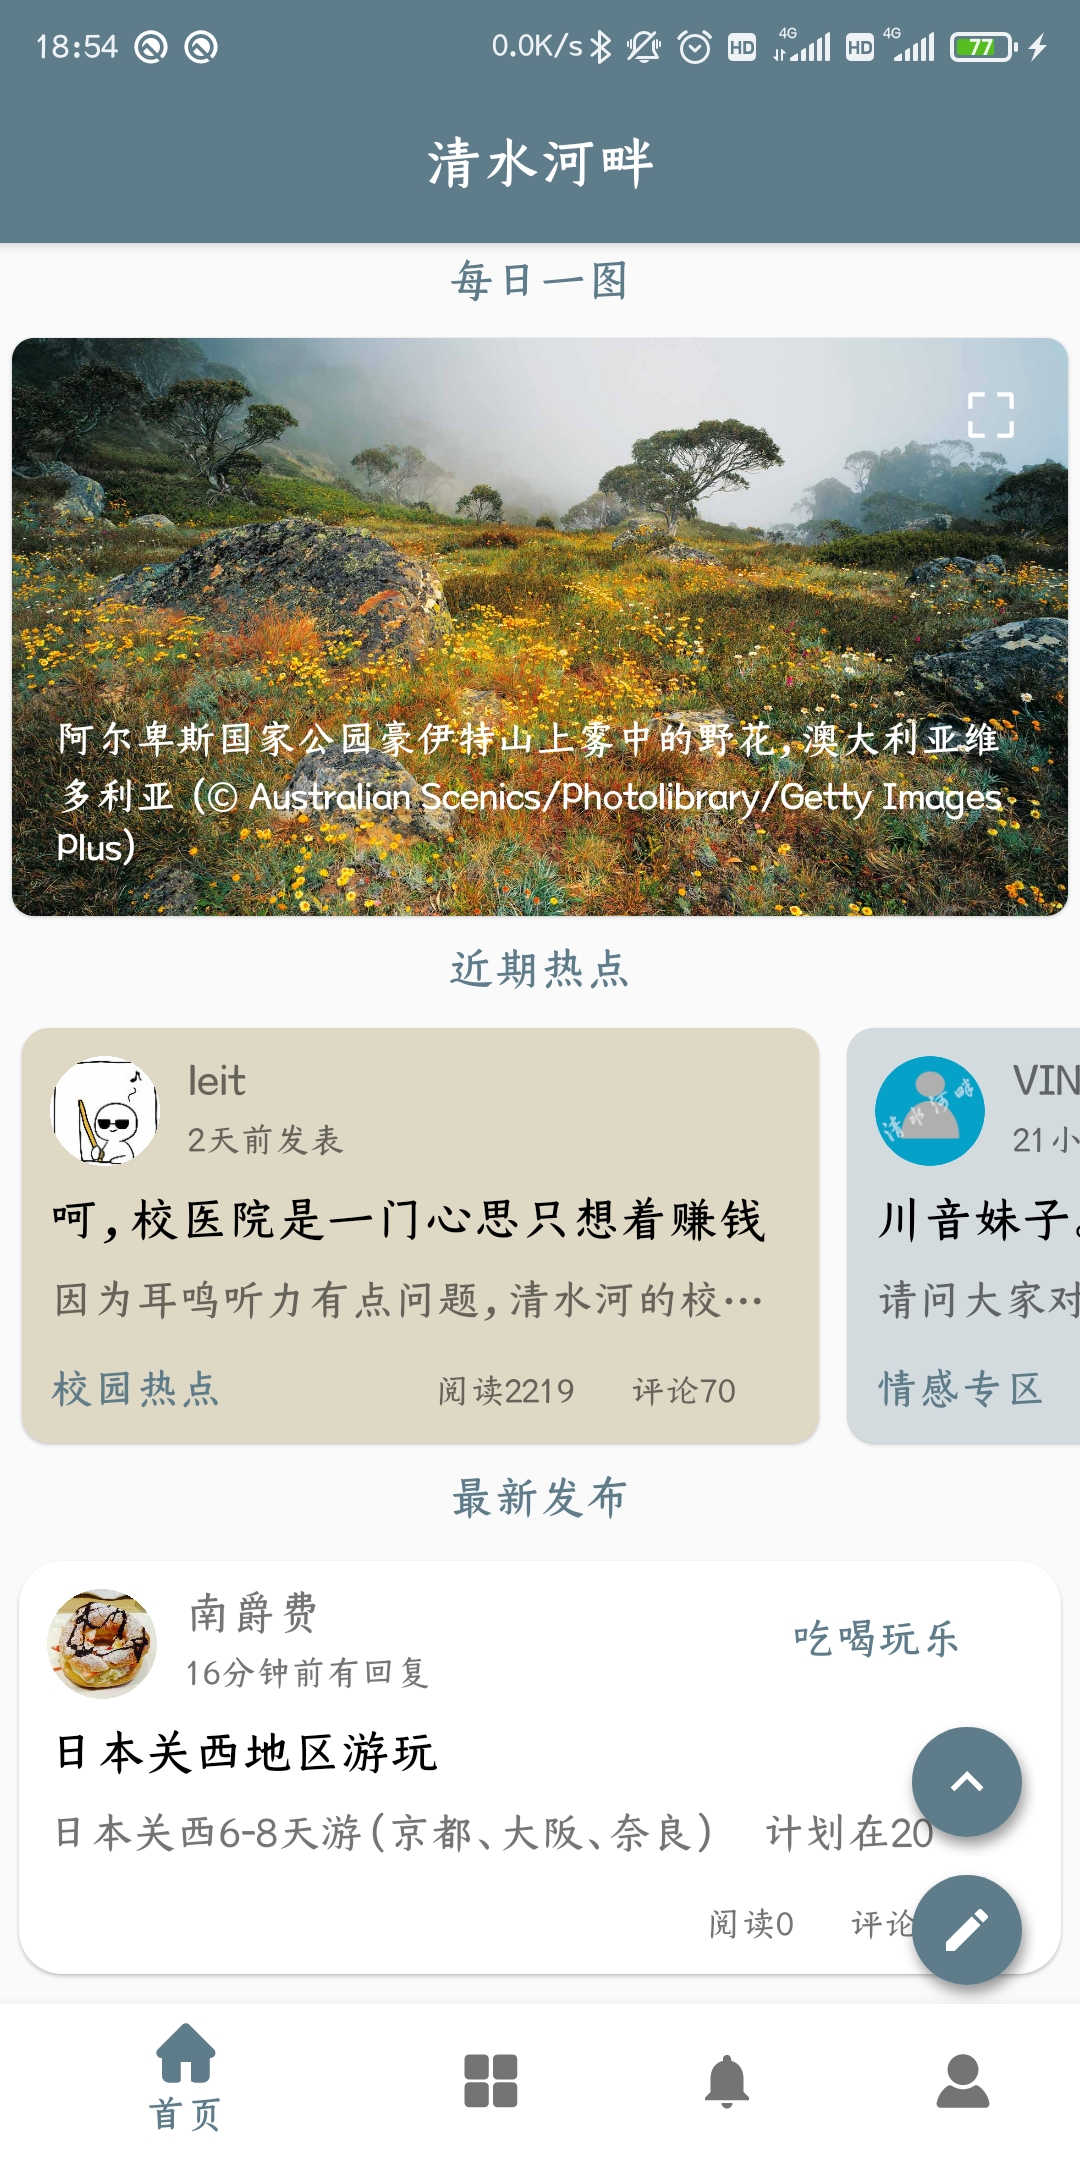 18:54
0.0K/s
HD
4G
HD
4G
77
清水河畔
每日一图
阿尔卑斯国家公园豪伊特山上雾中的野花，澳大利亚维
多利亚 (© Australian Scenics/Photolibrary/Getty Images
Plus)
近期热点
leit
2天前发表
呵，校医院是一门心思只想着赚钱
因为耳鸣听力有点问题，清水河的校…
校园热点
阅读2219
评论70
清水河畔
VIN
21小
川音妹子
请问大家对
情感专区
最新发布
南爵费
16分钟前有回复
吃喝玩乐
日本关西地区游玩
日本关西6-8天游（京都、大阪、奈良） 计划在20
阅读0
评论
首页